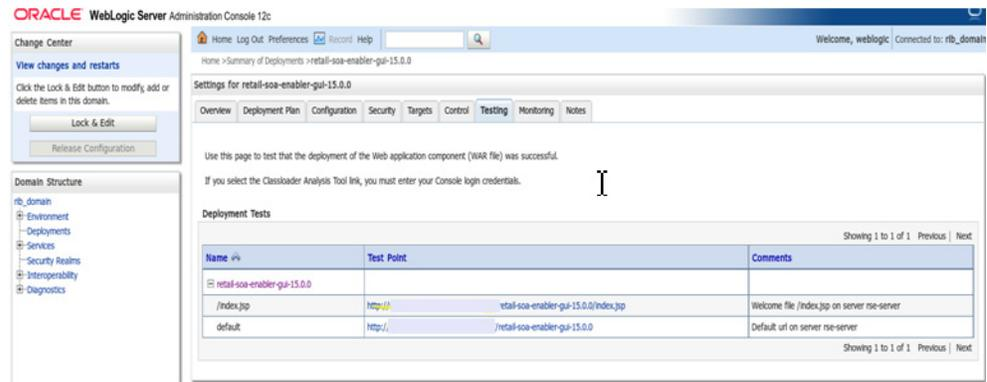 ORACLE WebLogic Server Administration Console 12c
Change Center
View changes and restarts
Click the Lock & Edit button to modify, add or
delete items in this domain.
Lock & Edit
Release Configuration
Domain Structure
rib_domain
Environment
Deployments
Services
Security Realms
Interoperability
Diagnostics
Home Log Out Preferences Record Help
Welcome, weblogic Connected to: rib_domain
Home >Summary of Deployments >retail-soa-enabler-gui-15.0.0
Settings for retail-soa-enabler-gui-15.0.0
Overview Deployment Plan Configuration Security Targets Control Testing Monitoring Notes
Use this page to test that the deployment of the Web application component (WAR file) was successful.
If you select the Classloader Analysis Tool link, you must enter your Console login credentials.
Deployment Tests
Showing 1 to 1 of 1 Previous | Next
Name Test Point Comments
retail-soa-enabler-gui-15.0.0
/index.jsp http:// retail-soa-enabler-gui-15.0.0/index.jsp Welcome file /index.jsp on server rse-server
default http:/ /retail-soa-enabler-gui-15.0.0 Default url on server rse-server
Showing 1 to 1 of 1 Previous | Next